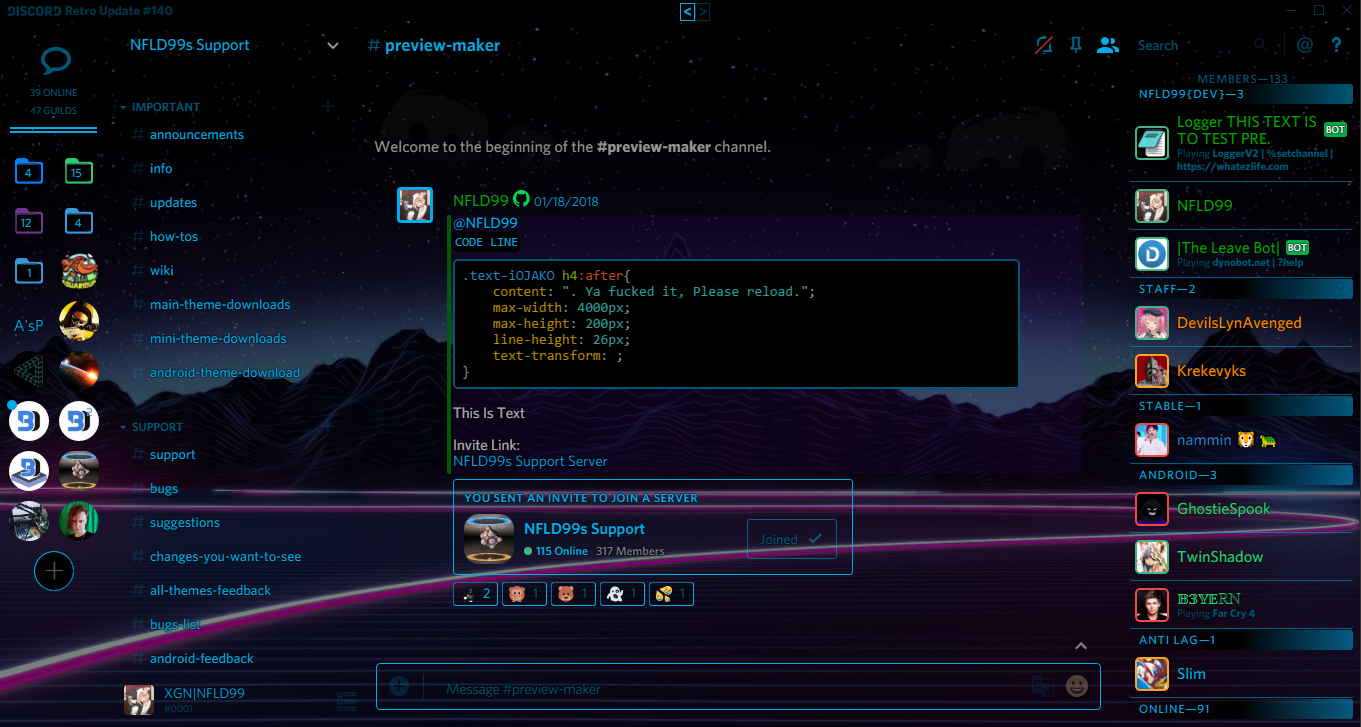 DISCORD Retro Update #140
< >
39 ONLINE
47 GUILDS
4
15
12
4
1
A'sP
NFLD99s Support
IMPORTANT
# announcements
# info
# updates
# how-tos
# wiki
# main-theme-downloads
# mini-theme-downloads
# android-theme-download
SUPPORT
# support
# bugs
# suggestions
# changes-you-want-to-see
# all-themes-feedback
# bugs-list
# android-feedback
XGN|NFLD99
#0001
# preview-maker
Search
@ ?
Welcome to the beginning of the #preview-maker channel.
NFLD99 01/18/2018
@NFLD99
CODE LINE
.text-iOJAKO h4:after{
content: ". Ya fucked it, Please reload.";
max-width: 4000px;
max-height: 200px;
line-height: 26px;
text-transform: ;
}
This Is Text
Invite Link:
NFLD99s Support Server
YOU SENT AN INVITE TO JOIN A SERVER
NFLD99s Support
115 Online 317 Members
Joined
2 1 1 1 1
Message #preview-maker
MEMBERS—133
NFLD99{DEV}—3
Logger THIS TEXT IS
TO TEST PRE. BOT
Playing LoggerV2 | %setchannel |
https://whatezlife.com
NFLD99
|The Leave Bot| BOT
Playing dynobot.net | ?help
STAFF—2
DevilsLynAvenged
Krekevyks
STABLE—1
nammin 🐯 🐢
ANDROID—3
GhostieSpook
TwinShadow
𝔹𝟛𝕐𝔼ℝℕ
Playing Far Cry 4
ANTI LAG—1
Slim
ONLINE—91